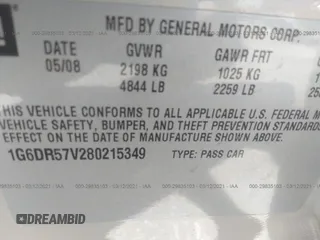 MFD BY GENERAL MOTORS CORP.
DATE GVWR GAWR FRT
05/08 2198 KG 1025 KG
4844 LB 2259 LB
THIS VEHICLE CONFORMS TO ALL APPLICABLE U.S. FEDERAL
VEHICLE SAFETY, BUMPER, AND THEFT PREVENTION STANDARDS
EFFECT ON THE DATE OF MANUFACTURE SHOWN ABOVE.
1G6DR57V280215349 TYPE: PASS CAR